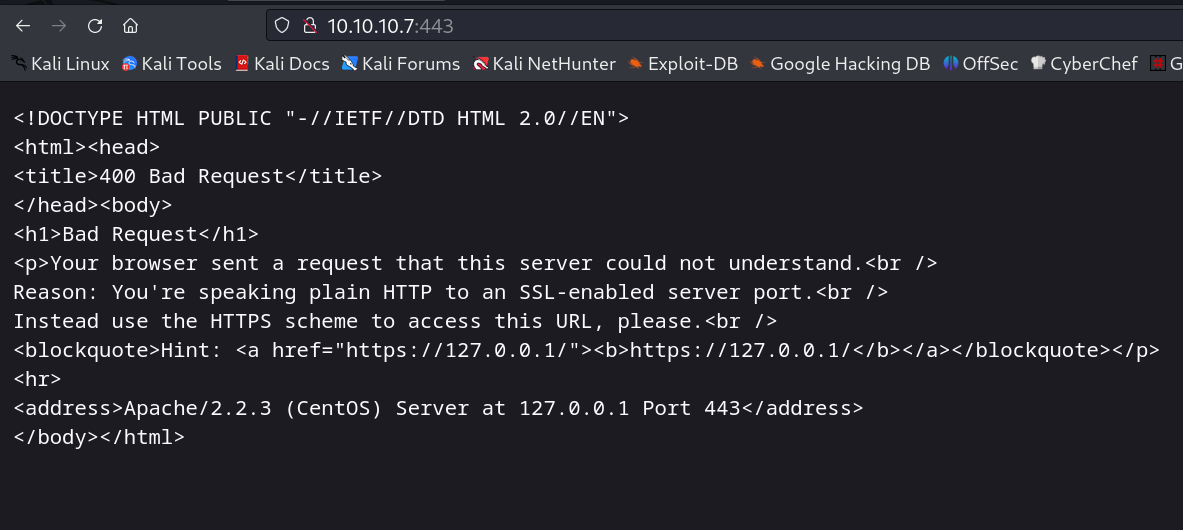 10.10.10.7:443
Kali Linux Kali Tools Kali Docs Kali Forums Kali NetHunter Exploit-DB Google Hacking DB OffSec CyberChef G
<!DOCTYPE HTML PUBLIC "-//IETF//DTD HTML 2.0//EN">
<html><head>
<title>400 Bad Request</title>
</head><body>
<h1>Bad Request</h1>
<p>Your browser sent a request that this server could not understand.<br />
Reason: You're speaking plain HTTP to an SSL-enabled server port.<br />
Instead use the HTTPS scheme to access this URL, please.<br />
<blockquote>Hint: <a href="https://127.0.0.1/"><b>https://127.0.0.1/</b></a></blockquote></p>
<hr>
<address>Apache/2.2.3 (CentOS) Server at 127.0.0.1 Port 443</address>
</body></html>